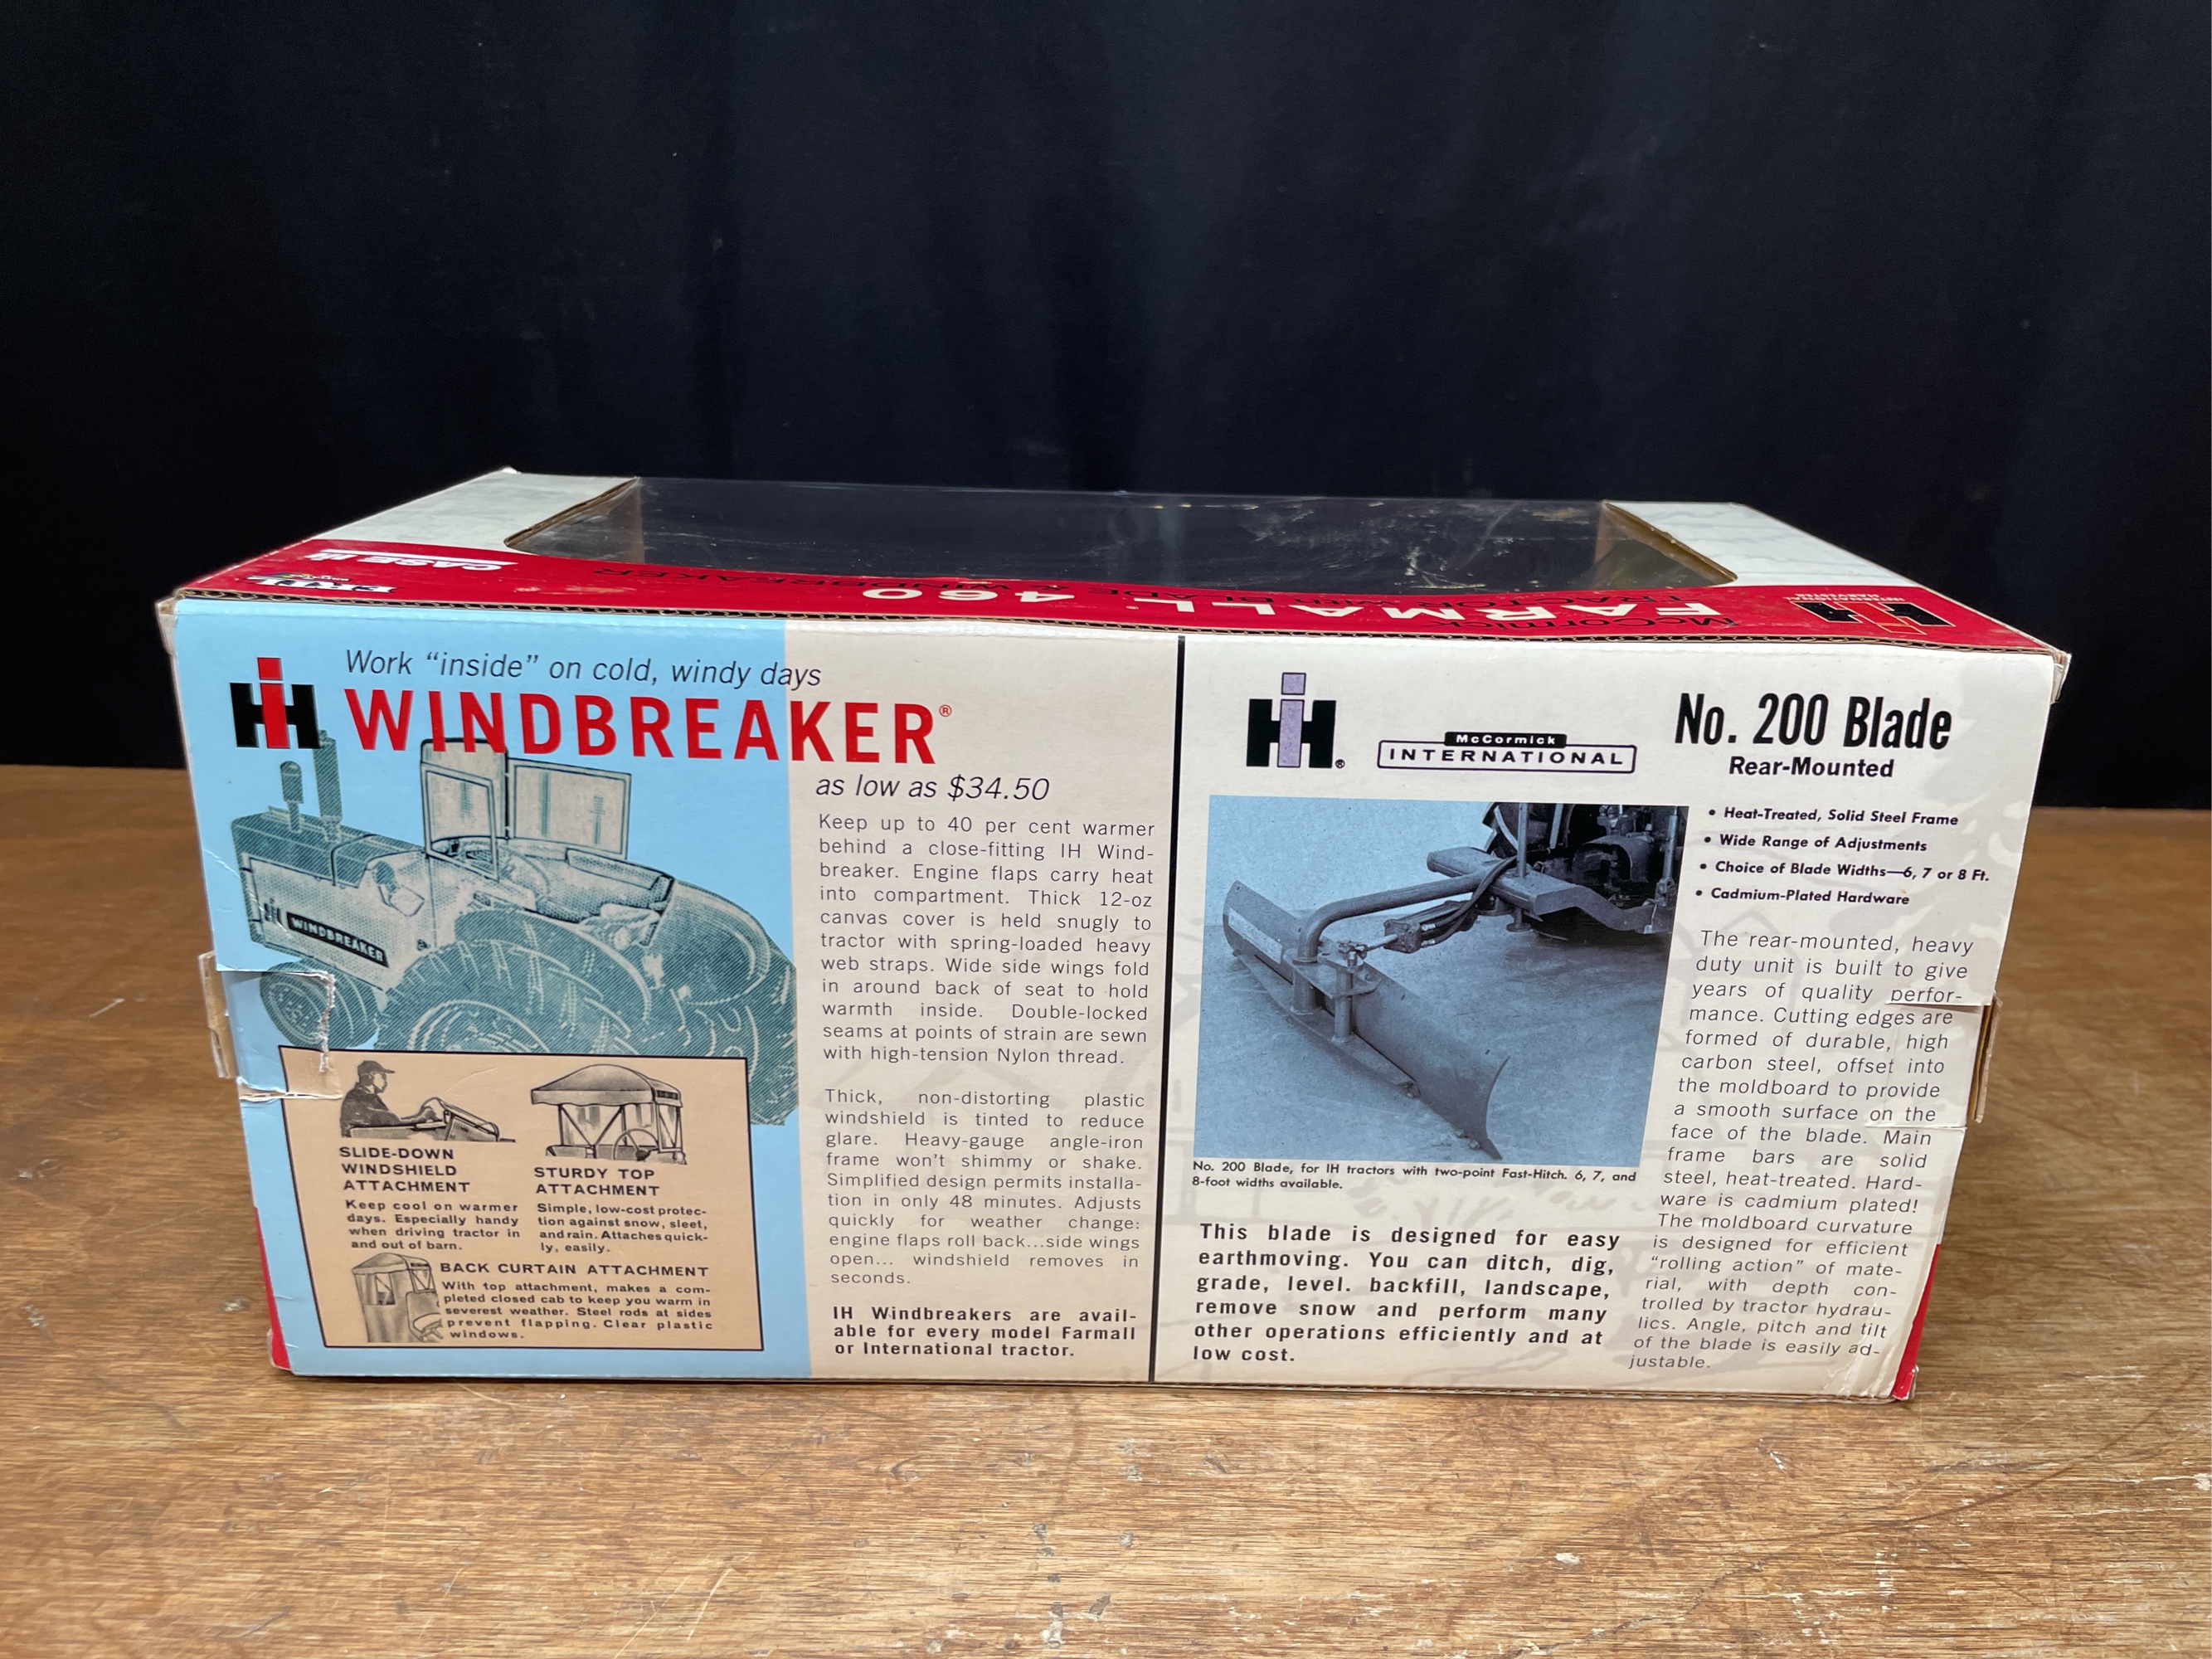 CASE IH
ERTL
McCormick
FARMALL 460
TRACTOR with BLADE & WINDBREAKER
INTERNATIONAL
HARVESTER
IH
Work “inside” on cold, windy days
WINDBREAKER®
as low as $34.50
Keep up to 40 per cent warmer
behind a close-fitting IH Wind-
breaker. Engine flaps carry heat
into compartment. Thick 12-oz
canvas cover is held snugly to
tractor with spring-loaded heavy
web straps. Wide side wings fold
in around back of seat to hold
warmth inside. Double-locked
seams at points of strain are sewn
with high-tension Nylon thread.
Thick, non-distorting plastic
windshield is tinted to reduce
glare. Heavy-gauge angle-iron
frame won't shimmy or shake.
Simplified design permits installa-
tion in only 48 minutes. Adjusts
quickly for weather change:
engine flaps roll back...side wings
open... windshield removes in
seconds.
IH Windbreakers are avail-
able for every model Farmall
or International tractor.
IH WINDBREAKER
SLIDE-DOWN
WINDSHIELD
ATTACHMENT
Keep cool on warmer
days. Especially handy
when driving tractor in
and out of barn.
STURDY TOP
ATTACHMENT
Simple, low-cost protec-
tion against snow, sleet,
and rain. Attaches quick-
ly, easily.
BACK CURTAIN ATTACHMENT
With top attachment, makes a com-
pleted closed cab to keep you warm in
severest weather. Steel rods at sides
prevent flapping. Clear plastic
windows.
IH®
McCormick
INTERNATIONAL
No. 200 Blade
Rear-Mounted
• Heat-Treated, Solid Steel Frame
• Wide Range of Adjustments
• Choice of Blade Widths—6, 7 or 8 Ft.
• Cadmium-Plated Hardware
No. 200 Blade, for IH tractors with two-point Fast-Hitch. 6, 7, and
8-foot widths available.
This blade is designed for easy
earthmoving. You can ditch, dig,
grade, level. backfill, landscape,
remove snow and perform many
other operations efficiently and at
low cost.
The rear-mounted, heavy
duty unit is built to give
years of quality perfor-
mance. Cutting edges are
formed of durable, high
carbon steel, offset into
the moldboard to provide
a smooth surface on the
face of the blade. Main
frame bars are solid
steel, heat-treated. Hard-
ware is cadmium plated!
The moldboard curvature
is designed for efficient
“rolling action” of mate-
rial, with depth con-
trolled by tractor hydrau-
lics. Angle, pitch and tilt
of the blade is easily ad-
justable.